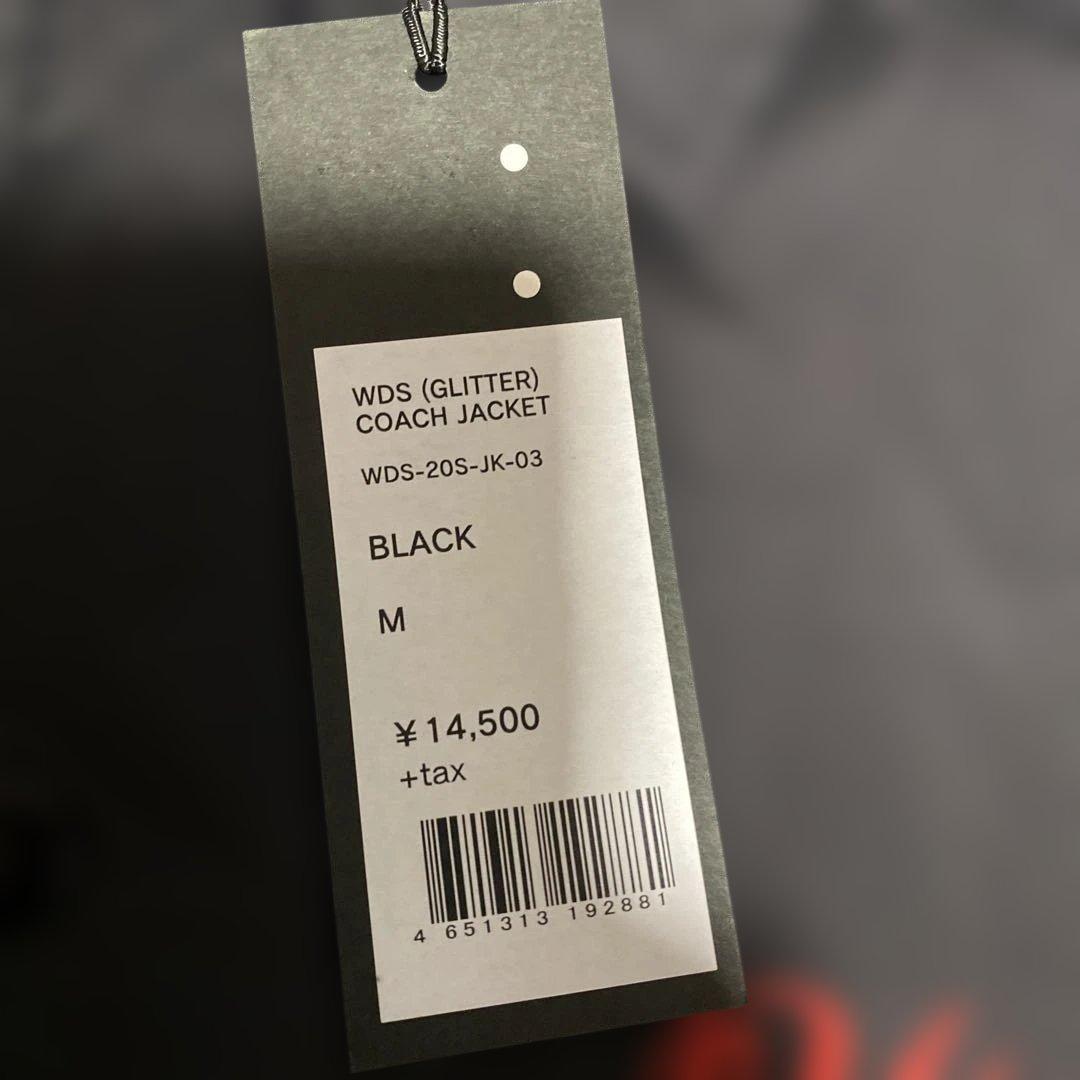 WDS (GLITTER)
COACH JACKET
WDS-20S-JK-03
BLACK
M
¥14,500
+tax
4 651313 192881